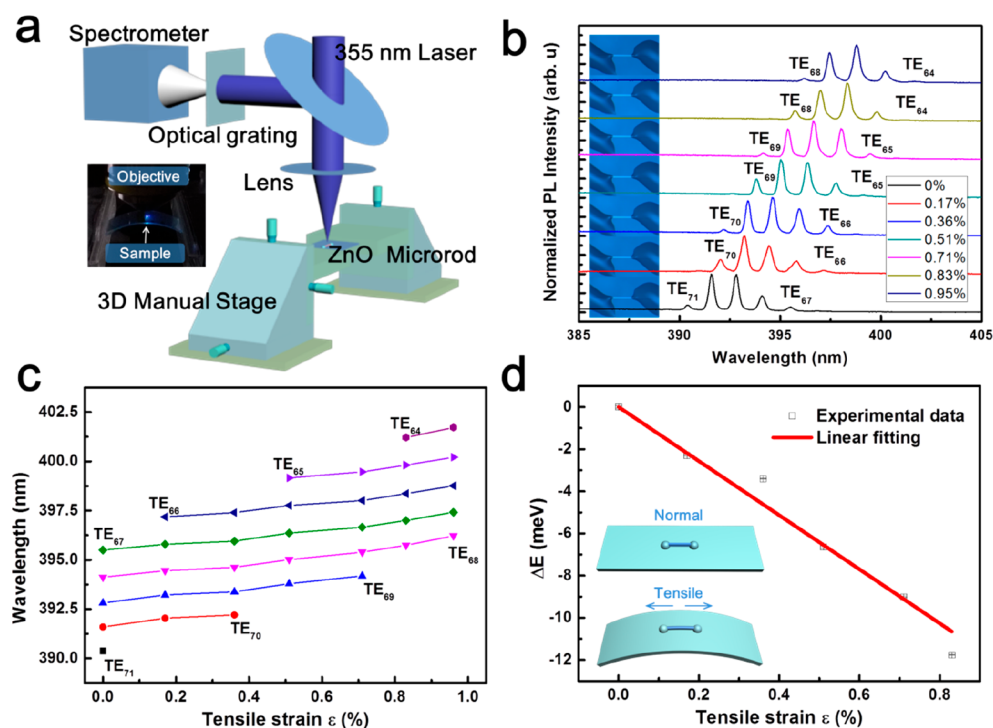 a
Spectrometer
355 nm Laser
Optical grating
Lens
Objective
Sample
ZnO Microrod
3D Manual Stage
b
Normalized PL Intensity (arb. u)
TE68
TE64
TE68
TE64
TE69
TE65
TE69
TE65
TE70
TE66
TE70
TE66
TE71
TE67
0%
0.17%
0.36%
0.51%
0.71%
0.83%
0.95%
385 390 395 400 405
Wavelength (nm)
c
Wavelength (nm)
402.5
400.0
397.5
395.0
392.5
390.0
TE64
TE65
TE66
TE67
TE68
TE69
TE70
TE71
0.0 0.2 0.4 0.6 0.8 1.0
Tensile strain ε (%)
d
ΔE (meV)
0
-2
-4
-6
-8
-10
-12
Experimental data
Linear fitting
Normal
Tensile
0.0 0.2 0.4 0.6 0.8
Tensile strain ε (%)